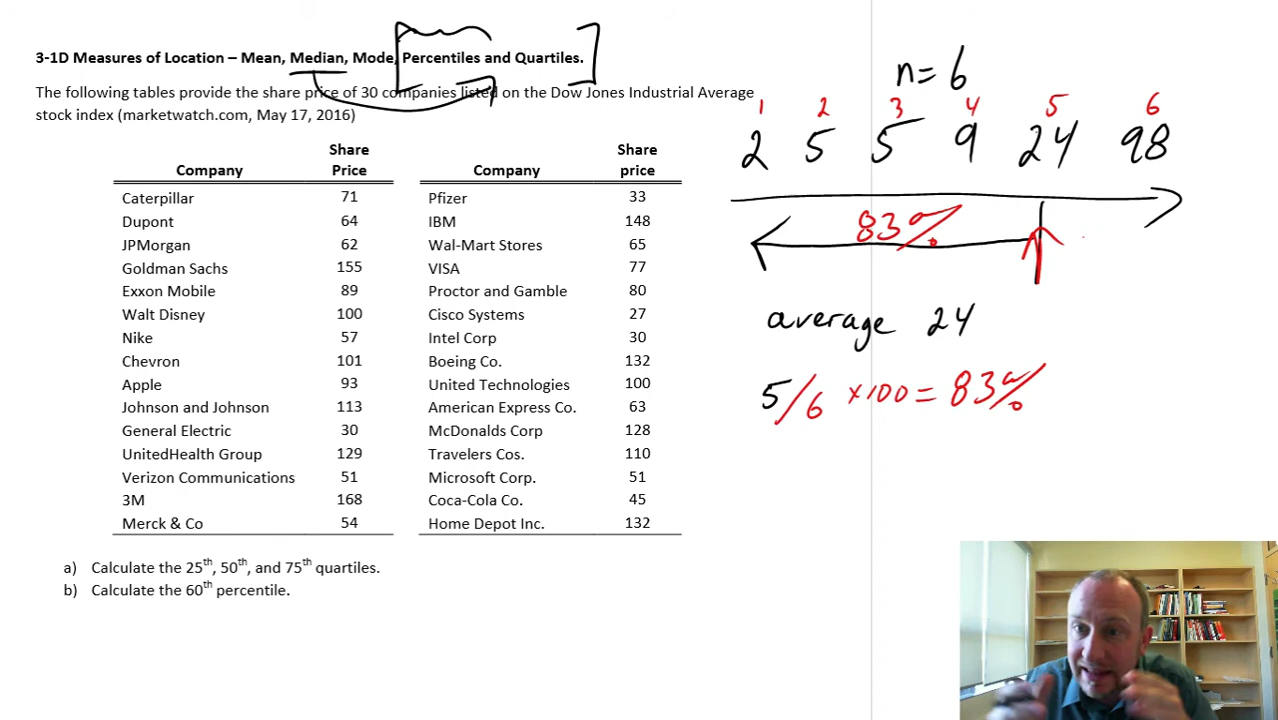 3-1D Measures of Location – Mean, Median, Mode, Percentiles and Quartiles.
The following tables provide the share price of 30 companies listed on the Dow Jones Industrial Average
stock index (marketwatch.com, May 17, 2016)
Company Share Price
Caterpillar 71
Dupont 64
JPMorgan 62
Goldman Sachs 155
Exxon Mobile 89
Walt Disney 100
Nike 57
Chevron 101
Apple 93
Johnson and Johnson 113
General Electric 30
UnitedHealth Group 129
Verizon Communications 51
3M 168
Merck & Co 54
Company Share price
Pfizer 33
IBM 148
Wal-Mart Stores 65
VISA 77
Proctor and Gamble 80
Cisco Systems 27
Intel Corp 30
Boeing Co. 132
United Technologies 100
American Express Co. 63
McDonalds Corp 128
Travelers Cos. 110
Microsoft Corp. 51
Coca-Cola Co. 45
Home Depot Inc. 132
a) Calculate the 25th, 50th, and 75th quartiles.
b) Calculate the 60th percentile.
n=6
1 2 3 4 5 6
2 5 5 9 24 98
83%
average 24
5/6 ×100 = 83%